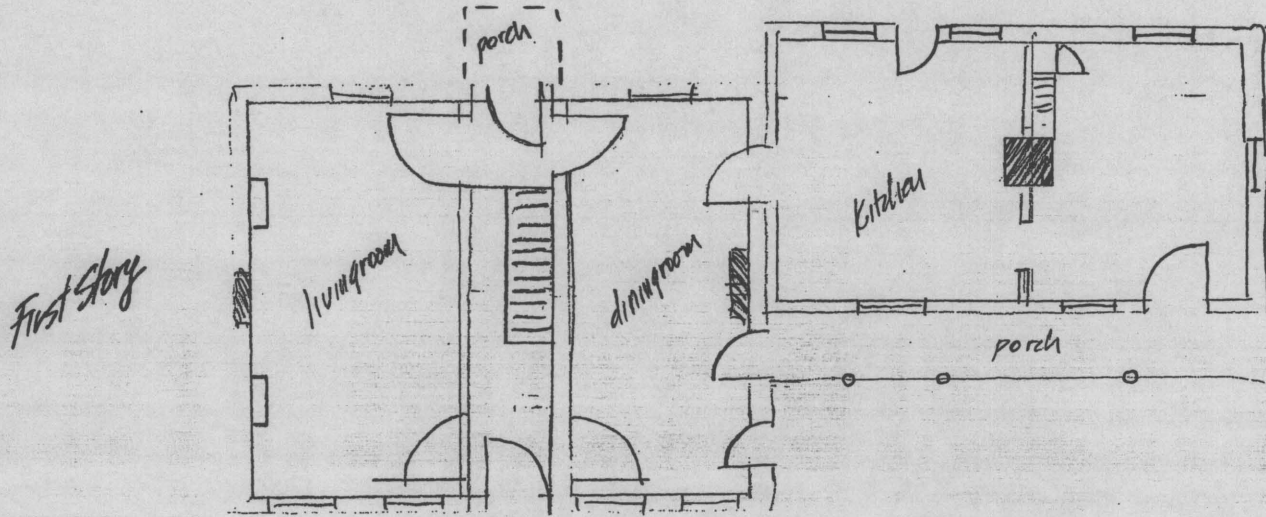 porch
First Story
livingroom
diningroom
Kitchen
porch